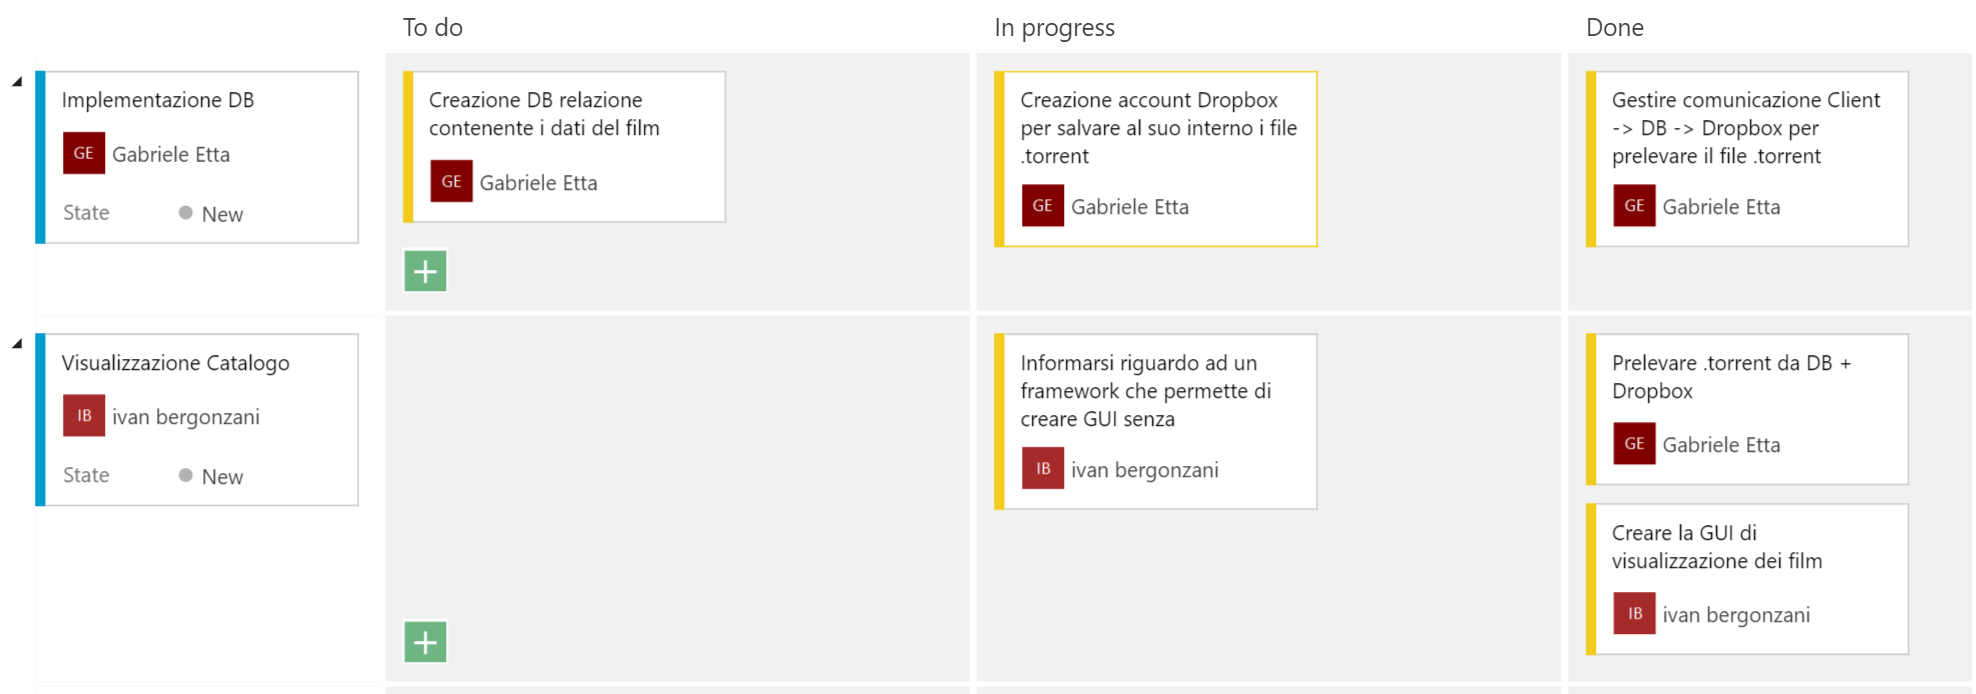 To do
In progress
Done
Implementazione DB
GE Gabriele Etta
State New
Creazione DB relazione
contenente i dati del film
GE Gabriele Etta
Creazione account Dropbox
per salvare al suo interno i file
.torrent
GE Gabriele Etta
Gestire comunicazione Client
-> DB -> Dropbox per
prelevare il file .torrent
GE Gabriele Etta
Visualizzazione Catalogo
IB ivan bergonzani
State New
Informarsi riguardo ad un
framework che permette di
creare GUI senza
IB ivan bergonzani
Prelevare .torrent da DB +
Dropbox
GE Gabriele Etta
Creare la GUI di
visualizzazione dei film
IB ivan bergonzani